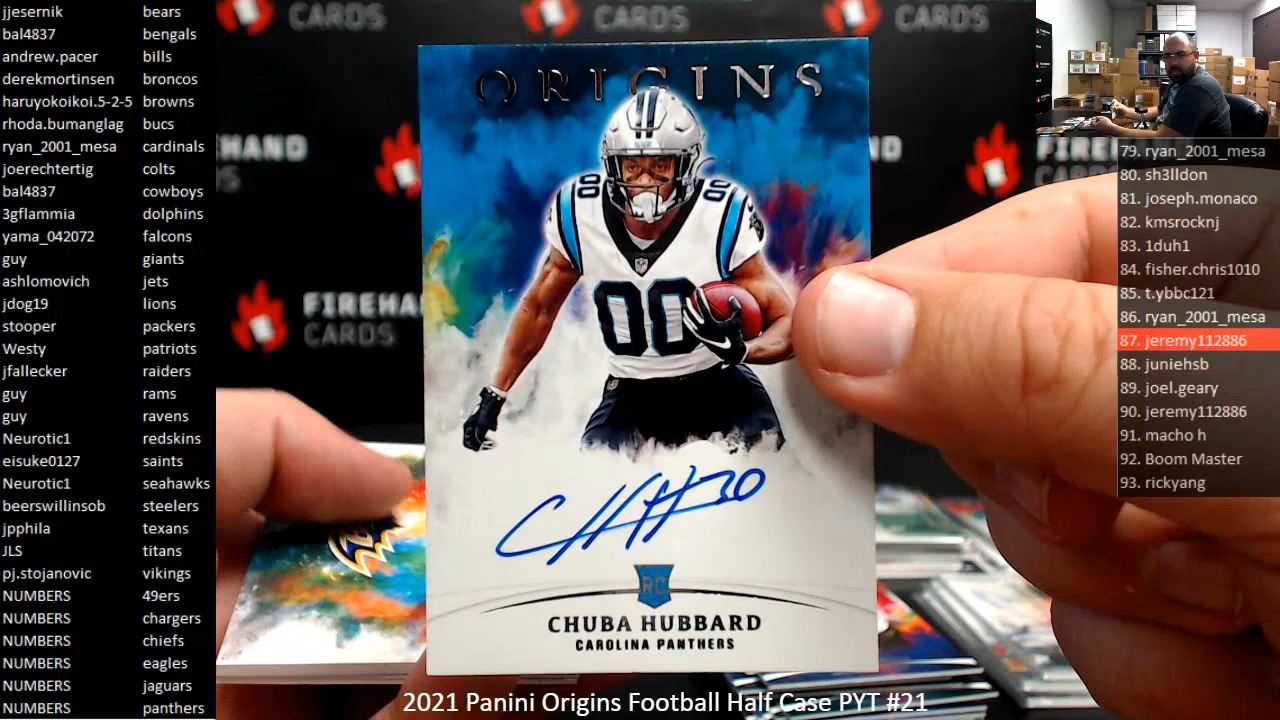 jjesernik bears
bal4837 bengals
andrew.pacer bills
derekmortinsen broncos
haruyokoikoi.5-2-5 browns
rhoda.bumanglag bucs
ryan_2001_mesa cardinals
joerechtertig colts
bal4837 cowboys
3gflammia dolphins
yama_042072 falcons
guy giants
ashlomovich jets
jdog19 lions
stooper packers
Westy patriots
jfallecker raiders
guy rams
guy ravens
Neurotic1 redskins
eisuke0127 saints
Neurotic1 seahawks
beerswillinsob steelers
jpphila texans
JLS titans
pj.stojanovic vikings
NUMBERS 49ers
NUMBERS chargers
NUMBERS chiefs
NUMBERS eagles
NUMBERS jaguars
NUMBERS panthers
CARDS
CARDS
FIREHAND
CARDS
ORIGINS
00
00
00
CHUBA HUBBARD
CAROLINA PANTHERS
RC
79. ryan_2001_mesa
80. sh3lldon
81. joseph.monaco
82. kmsrocknj
83. 1duh1
84. fisher.chris1010
85. t.ybbc121
86. ryan_2001_mesa
87. jeremy112886
88. juniehsb
89. joel.geary
90. jeremy112886
91. macho h
92. Boom Master
93. rickyang
2021 Panini Origins Football Half Case PYT #21